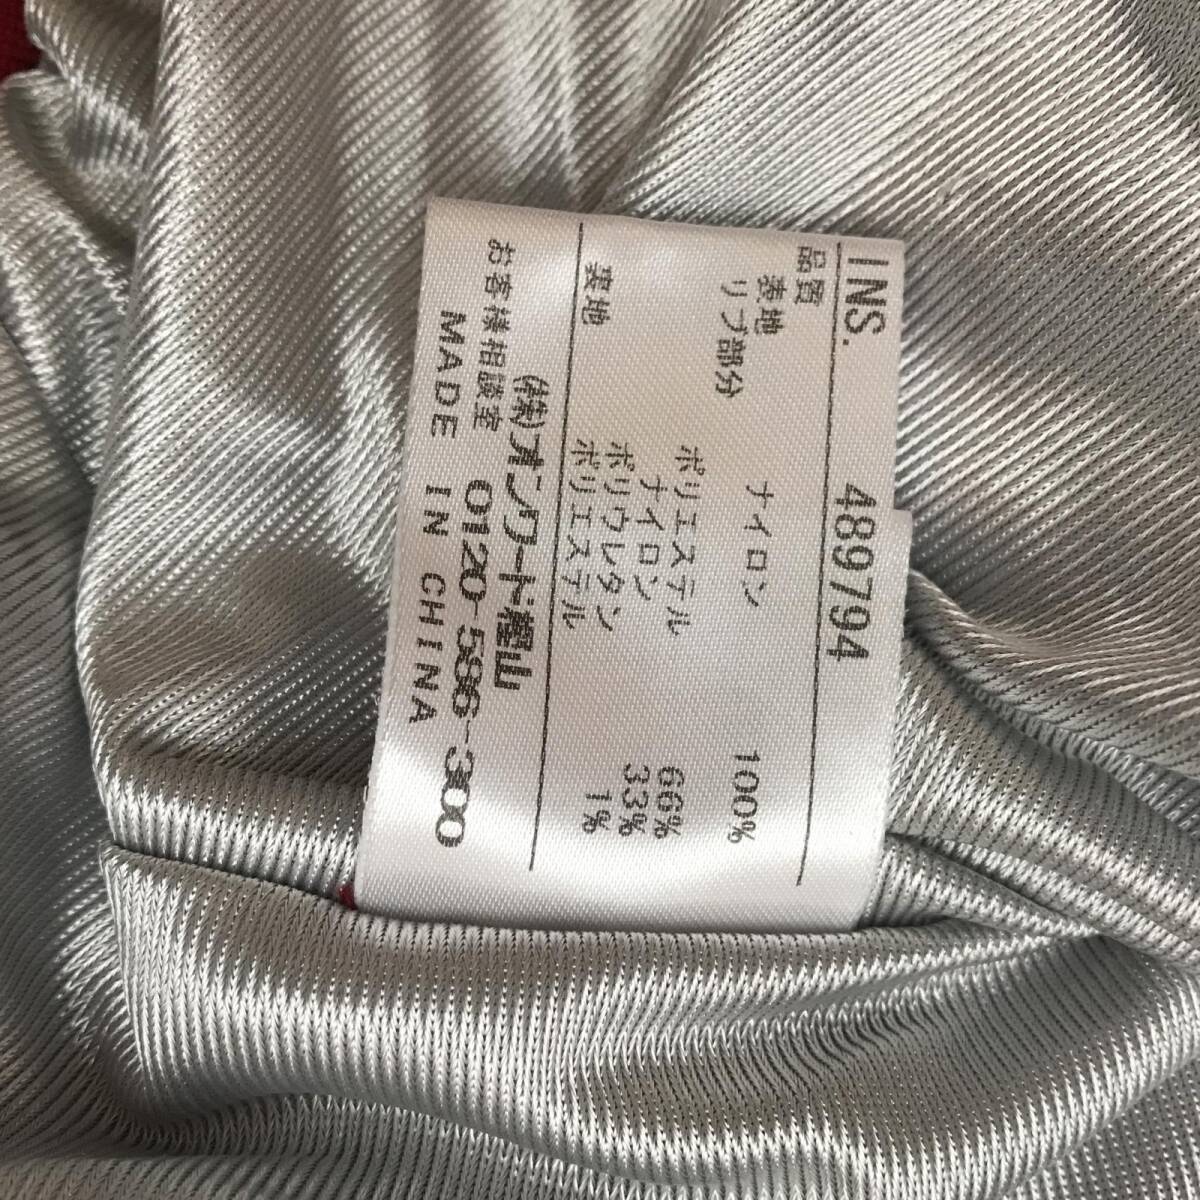 INS. 489794
品質
表地 ナイロン 100%
リブ部分
ポリエステル 66%
ナイロン 33%
ポリウレタン 1%
裏地 ポリエステル
(株)オンワード樫山
お客様相談室 0120-586-300
MADE IN CHINA